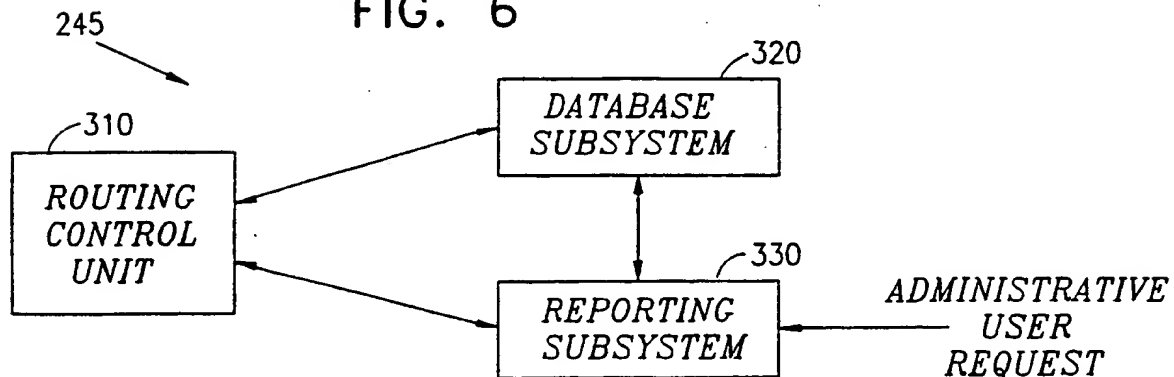 FIG. 6
245
310
ROUTING
CONTROL
UNIT
320
DATABASE
SUBSYSTEM
330
REPORTING
SUBSYSTEM
ADMINISTRATIVE
USER
REQUEST